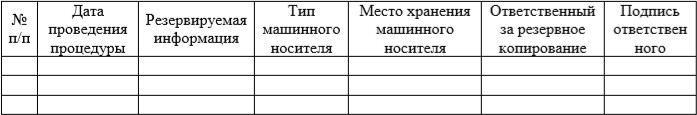 № п/п
Дата проведения процедуры
Резервируемая информация
Тип машинного носителя
Место хранения машинного носителя
Ответственный за резервное копирование
Подпись ответствен ного